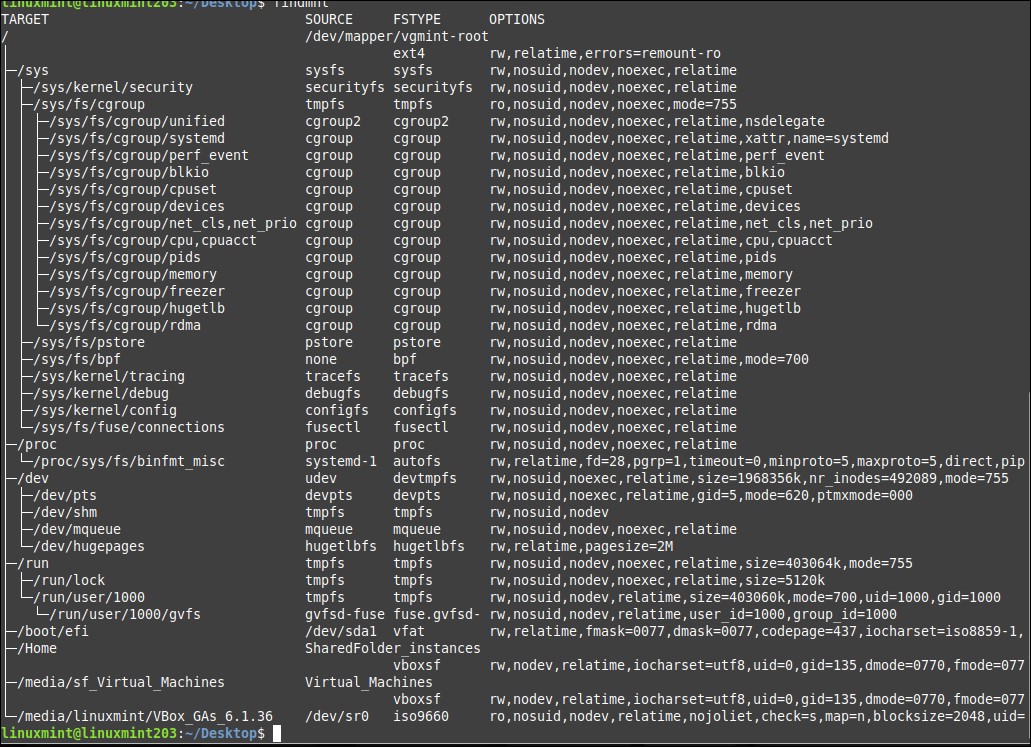 linuxmint@linuxmint203:~/Desktop$ findmnt
TARGET SOURCE FSTYPE OPTIONS
/ /dev/mapper/vgmint-root
ext4 rw,relatime,errors=remount-ro
├─/sys sysfs sysfs rw,nosuid,nodev,noexec,relatime
│ ├─/sys/kernel/security securityfs securityfs rw,nosuid,nodev,noexec,relatime
│ ├─/sys/fs/cgroup tmpfs tmpfs ro,nosuid,nodev,noexec,mode=755
│ │ ├─/sys/fs/cgroup/unified cgroup2 cgroup2 rw,nosuid,nodev,noexec,relatime,nsdelegate
│ │ ├─/sys/fs/cgroup/systemd cgroup cgroup rw,nosuid,nodev,noexec,relatime,xattr,name=systemd
│ │ ├─/sys/fs/cgroup/perf_event cgroup cgroup rw,nosuid,nodev,noexec,relatime,perf_event
│ │ ├─/sys/fs/cgroup/blkio cgroup cgroup rw,nosuid,nodev,noexec,relatime,blkio
│ │ ├─/sys/fs/cgroup/cpuset cgroup cgroup rw,nosuid,nodev,noexec,relatime,cpuset
│ │ ├─/sys/fs/cgroup/devices cgroup cgroup rw,nosuid,nodev,noexec,relatime,devices
│ │ ├─/sys/fs/cgroup/net_cls,net_prio cgroup cgroup rw,nosuid,nodev,noexec,relatime,net_cls,net_prio
│ │ ├─/sys/fs/cgroup/cpu,cpuacct cgroup cgroup rw,nosuid,nodev,noexec,relatime,cpu,cpuacct
│ │ ├─/sys/fs/cgroup/pids cgroup cgroup rw,nosuid,nodev,noexec,relatime,pids
│ │ ├─/sys/fs/cgroup/memory cgroup cgroup rw,nosuid,nodev,noexec,relatime,memory
│ │ ├─/sys/fs/cgroup/freezer cgroup cgroup rw,nosuid,nodev,noexec,relatime,freezer
│ │ ├─/sys/fs/cgroup/hugetlb cgroup cgroup rw,nosuid,nodev,noexec,relatime,hugetlb
│ │ └─/sys/fs/cgroup/rdma cgroup cgroup rw,nosuid,nodev,noexec,relatime,rdma
│ ├─/sys/fs/pstore pstore pstore rw,nosuid,nodev,noexec,relatime
│ ├─/sys/fs/bpf none bpf rw,nosuid,nodev,noexec,relatime,mode=700
│ ├─/sys/kernel/tracing tracefs tracefs rw,nosuid,nodev,noexec,relatime
│ ├─/sys/kernel/debug debugfs debugfs rw,nosuid,nodev,noexec,relatime
│ ├─/sys/kernel/config configfs configfs rw,nosuid,nodev,noexec,relatime
│ └─/sys/fs/fuse/connections fusectl fusectl rw,nosuid,nodev,noexec,relatime
├─/proc proc proc rw,nosuid,nodev,noexec,relatime
│ └─/proc/sys/fs/binfmt_misc systemd-1 autofs rw,relatime,fd=28,pgrp=1,timeout=0,minproto=5,maxproto=5,direct,pip
├─/dev udev devtmpfs rw,nosuid,noexec,relatime,size=1968356k,nr_inodes=492089,mode=755
│ ├─/dev/pts devpts devpts rw,nosuid,noexec,relatime,gid=5,mode=620,ptmxmode=000
│ ├─/dev/shm tmpfs tmpfs rw,nosuid,nodev
│ ├─/dev/mqueue mqueue mqueue rw,nosuid,nodev,noexec,relatime
│ └─/dev/hugepages hugetlbfs hugetlbfs rw,relatime,pagesize=2M
├─/run tmpfs tmpfs rw,nosuid,nodev,noexec,relatime,size=403064k,mode=755
│ ├─/run/lock tmpfs tmpfs rw,nosuid,nodev,noexec,relatime,size=5120k
│ └─/run/user/1000 tmpfs tmpfs rw,nosuid,nodev,relatime,size=403060k,mode=700,uid=1000,gid=1000
│ └─/run/user/1000/gvfs gvfsd-fuse fuse.gvfsd- rw,nosuid,nodev,relatime,user_id=1000,group_id=1000
├─/boot/efi /dev/sda1 vfat rw,relatime,fmask=0077,dmask=0077,codepage=437,iocharset=iso8859-1,
├─/Home SharedFolder_instances
│ vboxsf rw,nodev,relatime,iocharset=utf8,uid=0,gid=135,dmode=0770,fmode=077
├─/media/sf_Virtual_Machines Virtual_Machines
│ vboxsf rw,nodev,relatime,iocharset=utf8,uid=0,gid=135,dmode=0770,fmode=077
└─/media/linuxmint/VBox_GAs_6.1.36 /dev/sr0 iso9660 ro,nosuid,nodev,relatime,nojoliet,check=s,map=n,blocksize=2048,uid=
linuxmint@linuxmint203:~/Desktop$